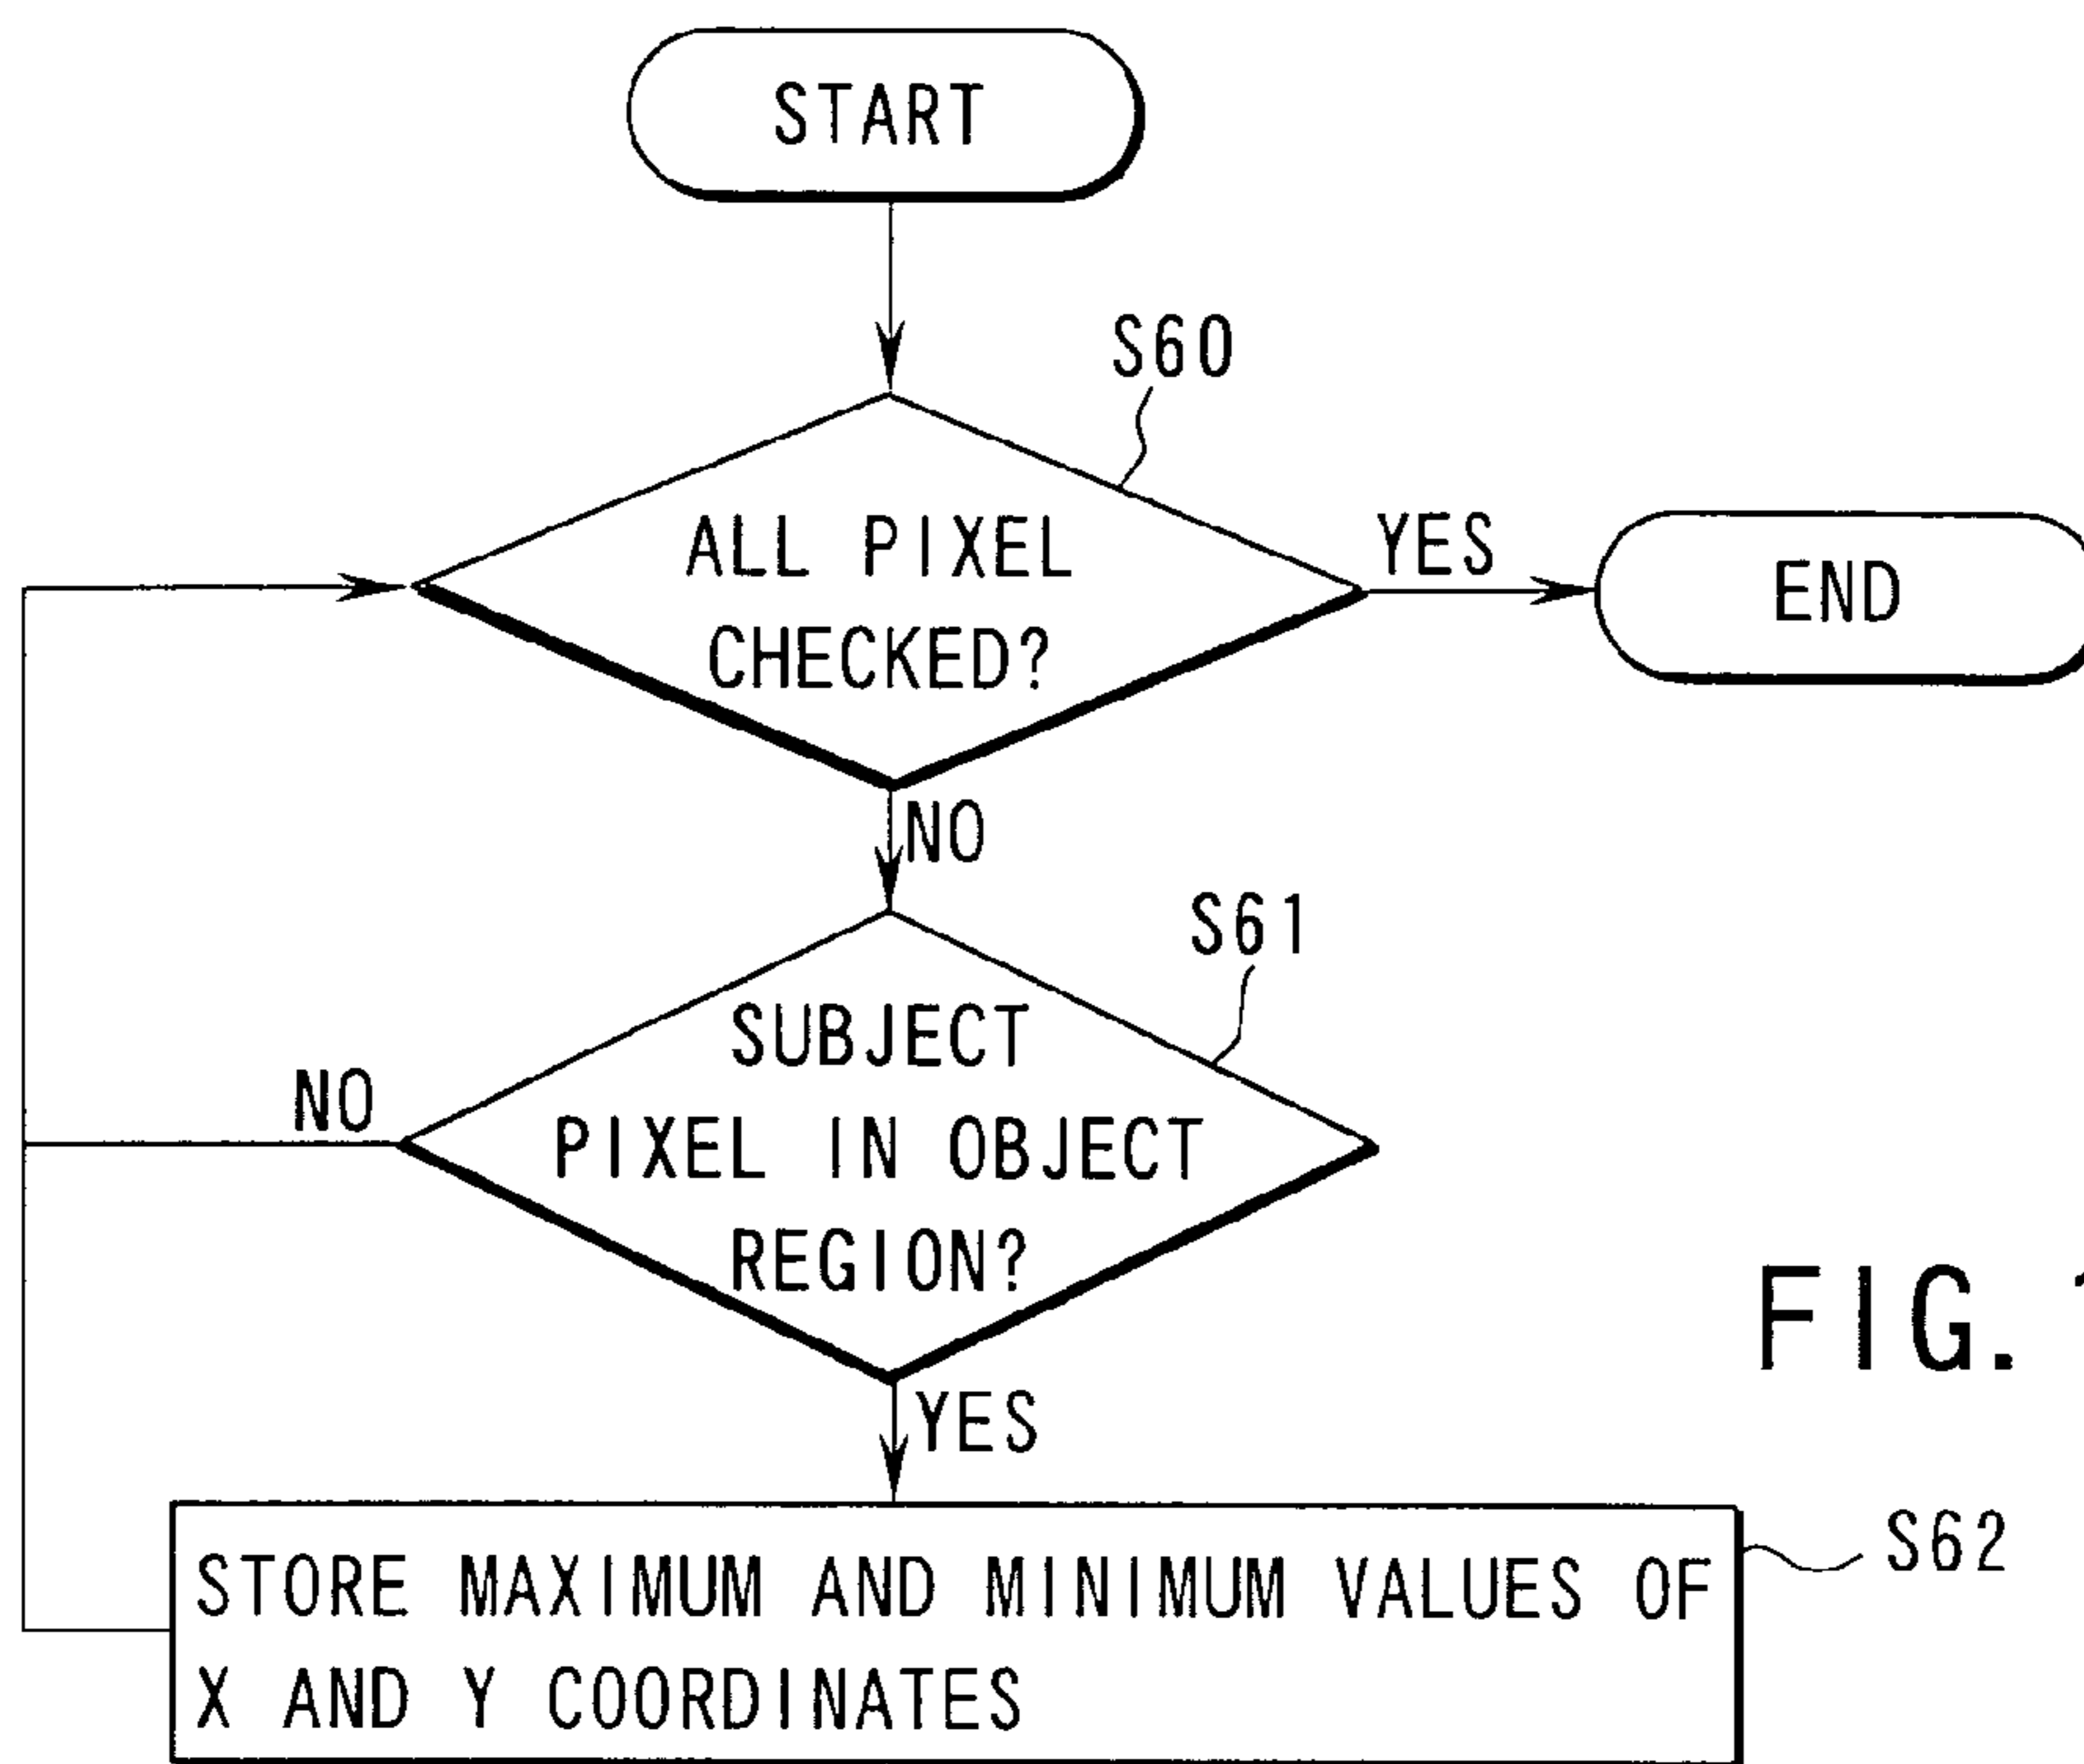 START
S60
ALL PIXEL
CHECKED?
YES
END
NO
S61
SUBJECT
PIXEL IN OBJECT
REGION?
NO
FIG.
YES
STORE MAXIMUM AND MINIMUM VALUES OF
X AND Y COORDINATES
S62